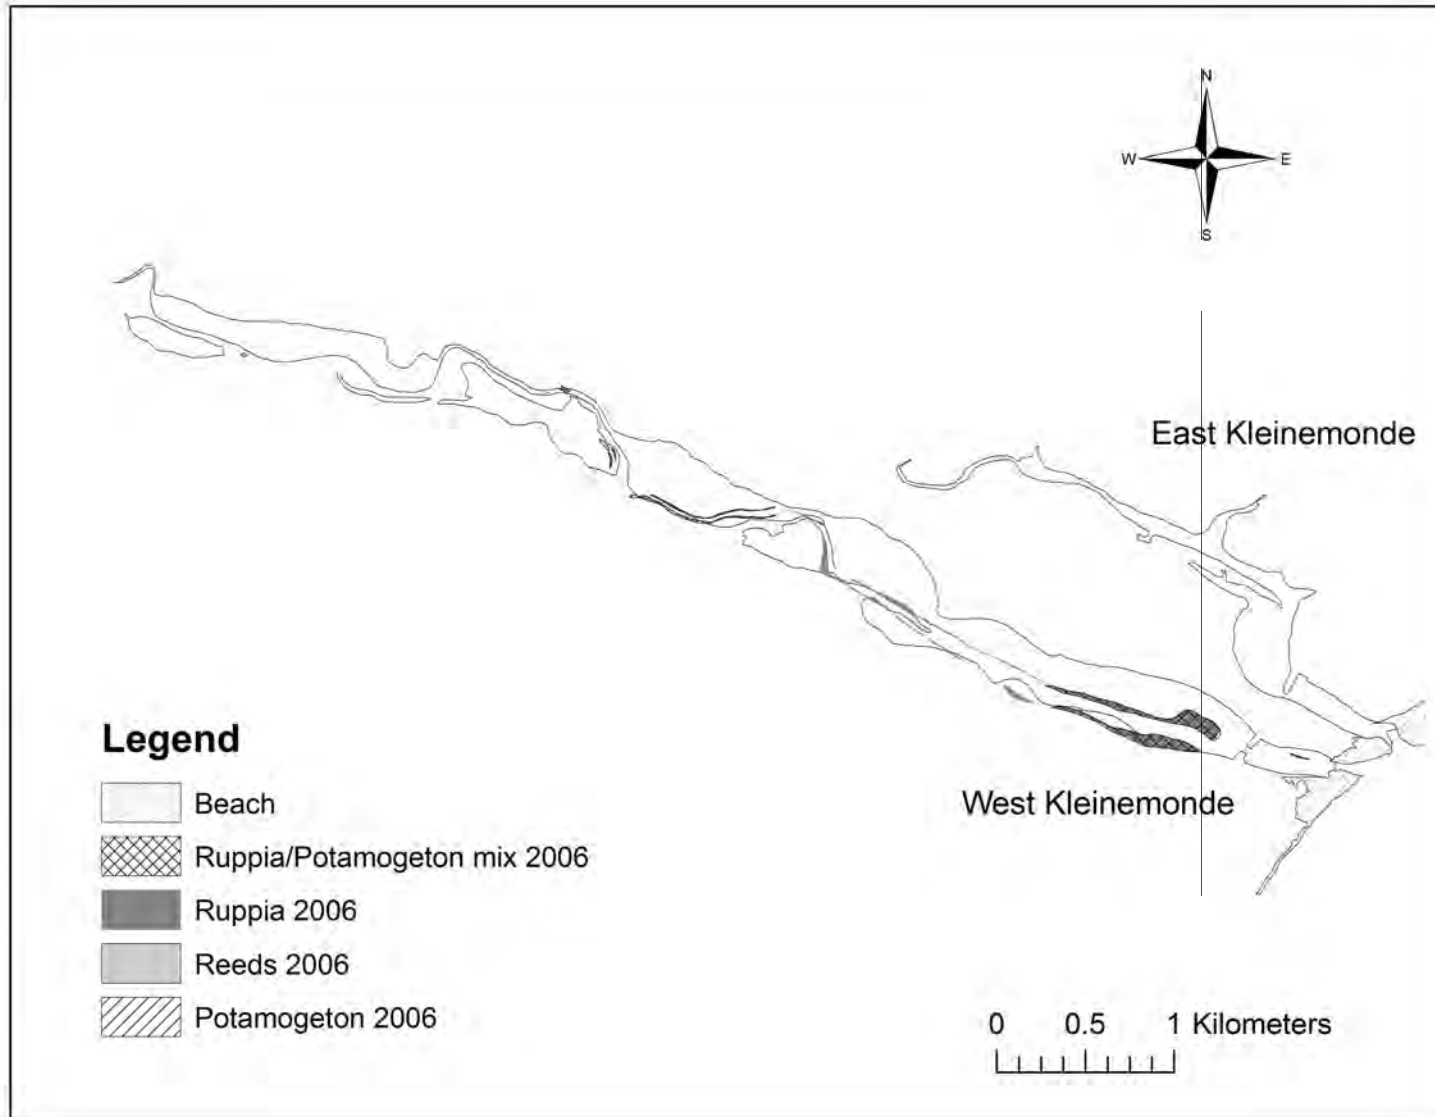 N
W E
S
East Kleinemonde
West Kleinemonde
Legend
Beach
Ruppia/Potamogeton mix 2006
Ruppia 2006
Reeds 2006
Potamogeton 2006
0 0.5 1 Kilometers